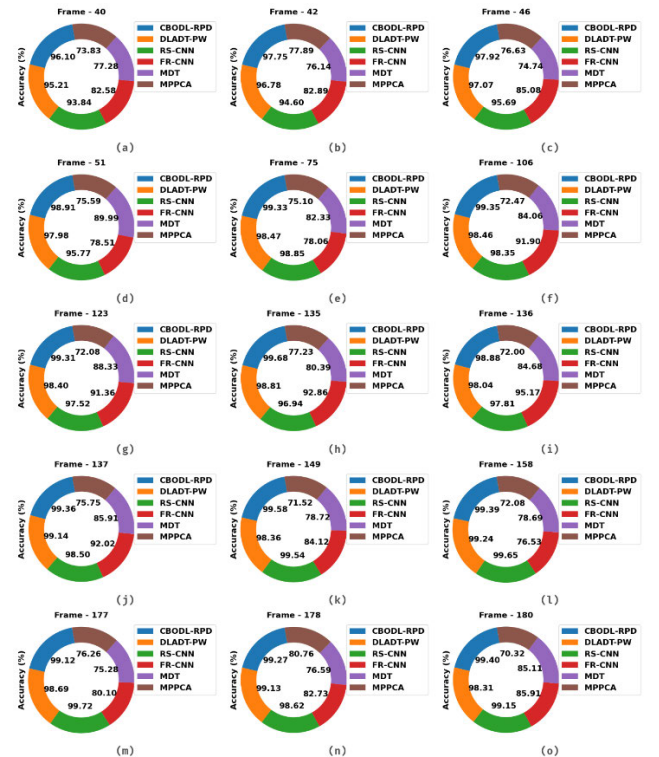 Frame - 40
Accuracy (%)
96.10
73.83
77.28
95.21
82.58
93.84
CBODL-RPD
DLADT-PW
RS-CNN
FR-CNN
MDT
MPPCA
(a)
Frame - 42
Accuracy (%)
97.75
77.89
76.14
96.78
82.89
94.60
CBODL-RPD
DLADT-PW
RS-CNN
FR-CNN
MDT
MPPCA
(b)
Frame - 46
Accuracy (%)
97.92
76.63
74.74
97.07
85.08
95.69
CBODL-RPD
DLADT-PW
RS-CNN
FR-CNN
MDT
MPPCA
(c)
Frame - 51
Accuracy (%)
98.91
75.59
89.99
97.98
78.51
95.77
CBODL-RPD
DLADT-PW
RS-CNN
FR-CNN
MDT
MPPCA
(d)
Frame - 75
Accuracy (%)
99.33
75.10
82.33
98.47
78.06
98.85
CBODL-RPD
DLADT-PW
RS-CNN
FR-CNN
MDT
MPPCA
(e)
Frame - 106
Accuracy (%)
99.35
72.47
84.06
98.46
91.90
98.35
CBODL-RPD
DLADT-PW
RS-CNN
FR-CNN
MDT
MPPCA
(f)
Frame - 123
Accuracy (%)
99.31
72.08
88.33
98.40
91.36
97.52
CBODL-RPD
DLADT-PW
RS-CNN
FR-CNN
MDT
MPPCA
(g)
Frame - 135
Accuracy (%)
99.68
77.23
80.39
98.81
92.86
96.94
CBODL-RPD
DLADT-PW
RS-CNN
FR-CNN
MDT
MPPCA
(h)
Frame - 136
Accuracy (%)
98.88
72.00
84.68
98.04
95.17
97.81
CBODL-RPD
DLADT-PW
RS-CNN
FR-CNN
MDT
MPPCA
(i)
Frame - 137
Accuracy (%)
99.36
75.75
85.91
99.14
92.02
98.50
CBODL-RPD
DLADT-PW
RS-CNN
FR-CNN
MDT
MPPCA
(j)
Frame - 149
Accuracy (%)
99.58
71.52
78.72
98.36
84.12
99.54
CBODL-RPD
DLADT-PW
RS-CNN
FR-CNN
MDT
MPPCA
(k)
Frame - 158
Accuracy (%)
99.39
72.08
78.69
99.24
76.53
99.65
CBODL-RPD
DLADT-PW
RS-CNN
FR-CNN
MDT
MPPCA
(l)
Frame - 177
Accuracy (%)
99.12
76.26
75.28
98.69
80.10
99.72
CBODL-RPD
DLADT-PW
RS-CNN
FR-CNN
MDT
MPPCA
(m)
Frame - 178
Accuracy (%)
99.27
80.76
76.59
99.13
82.73
98.62
CBODL-RPD
DLADT-PW
RS-CNN
FR-CNN
MDT
MPPCA
(n)
Frame - 180
Accuracy (%)
99.40
70.32
85.11
98.31
85.91
99.15
CBODL-RPD
DLADT-PW
RS-CNN
FR-CNN
MDT
MPPCA
(o)